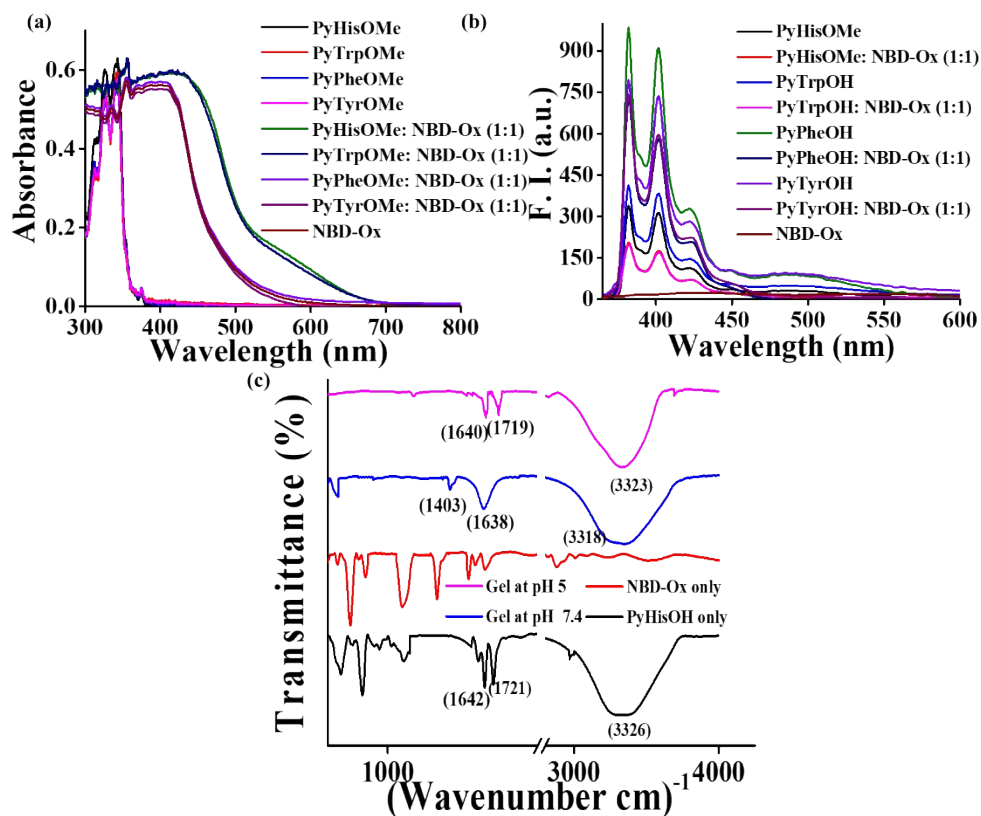 (a)
0.6
0.4
0.2
0.0
Absorbance
300 400 500 600 700 800
Wavelength (nm)
PyHisOMe
PyTrpOMe
PyPheOMe
PyTyrOMe
PyHisOMe: NBD-Ox (1:1)
PyTrpOMe: NBD-Ox (1:1)
PyPheOMe: NBD-Ox (1:1)
PyTyrOMe: NBD-Ox (1:1)
NBD-Ox
(b)
900
750
600
450
300
150
0
F. I. (a.u.)
400 450 500 550 600
Wavelength (nm)
PyHisOMe
PyHisOMe: NBD-Ox (1:1)
PyTrpOH
PyTrpOH: NBD-Ox (1:1)
PyPheOH
PyPheOH: NBD-Ox (1:1)
PyTyrOH
PyTyrOH: NBD-Ox (1:1)
NBD-Ox
(c)
Transmittance (%)
(1640) (1719)
(3323)
(1403)
(1638)
(3318)
Gel at pH 5 NBD-Ox only
Gel at pH 7.4 PyHisOH only
(1642) (1721)
(3326)
1000 3000 4000
(Wavenumber cm)-1